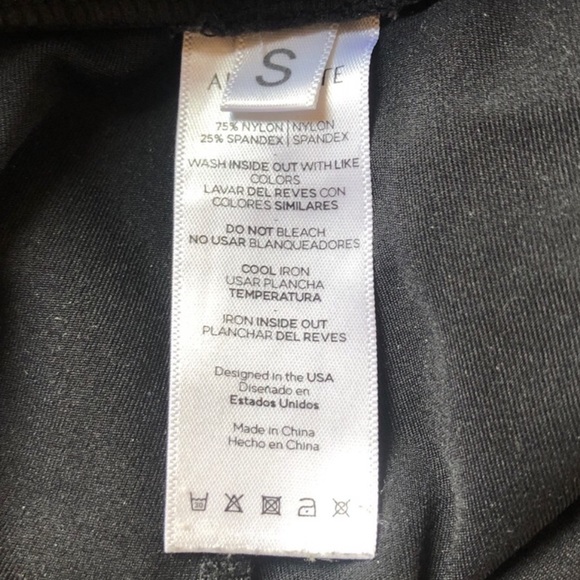 S
75% NYLON | NYLON
25% SPANDEX | SPANDEX
WASH INSIDE OUT WITH LIKE
COLORS
LAVAR DEL REVES CON
COLORES SIMILARES
DO NOT BLEACH
NO USAR BLANQUEADORES
COOL IRON
USAR PLANCHA
TEMPERATURA
IRON INSIDE OUT
PLANCHAR DEL REVES
Designed in the USA
Diseñado en
Estados Unidos
Made in China
Hecho en China